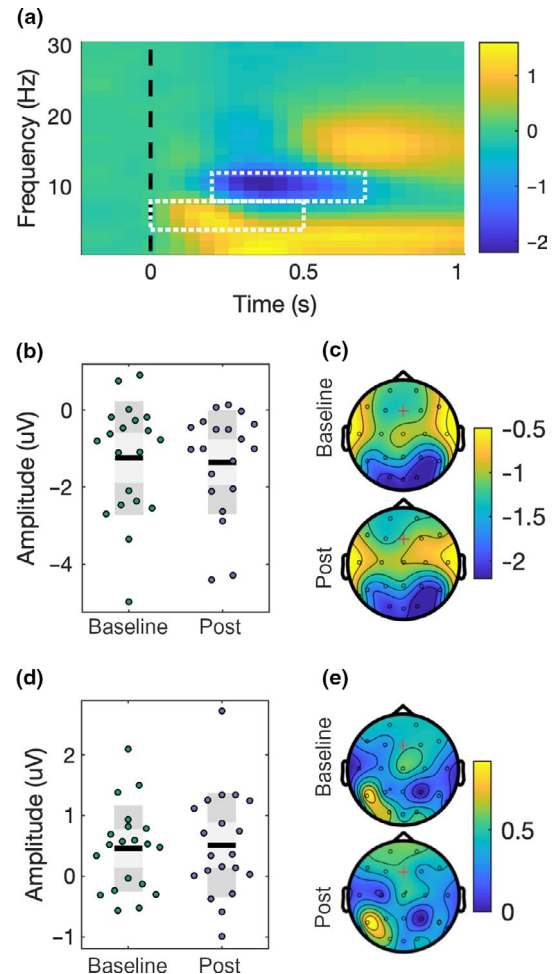 (a)
30
20
10
Frequency (Hz)
0
0.5
1
Time (s)
1
0
−1
−2
(b)
0
−2
−4
Amplitude (uV)
Baseline
Post
(c)
Baseline
Post
−0.5
−1
−1.5
−2
(d)
2
1
0
−1
Amplitude (uV)
Baseline
Post
(e)
Baseline
Post
0.5
0